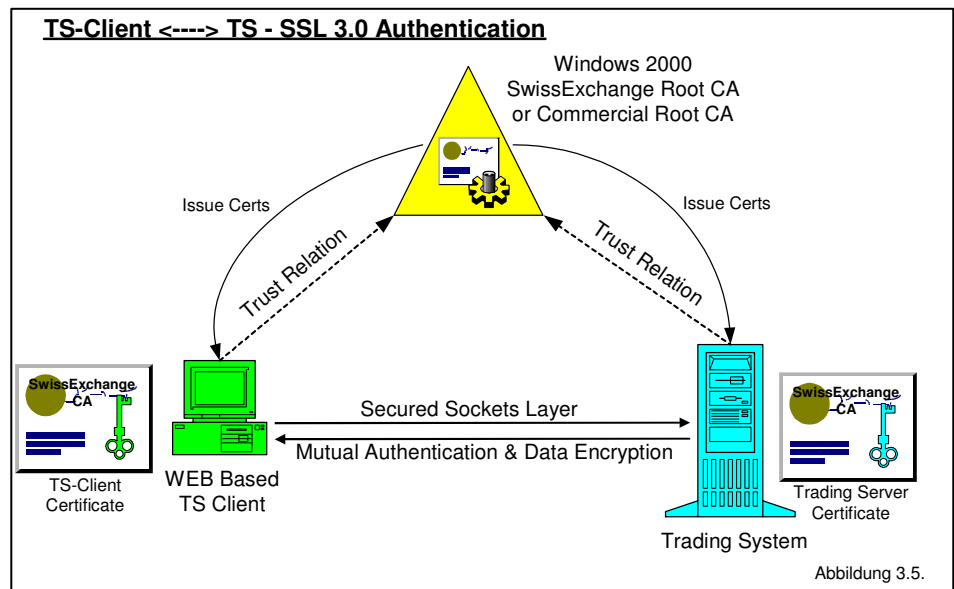 TS-Client <----> TS - SSL 3.0 Authentication
Windows 2000
SwissExchange Root CA
or Commercial Root CA
Issue Certs
Issue Certs
Trust Relation
Trust Relation
SwissExchange
CA
TS-Client
Certificate
WEB Based
TS Client
Secured Sockets Layer
Mutual Authentication & Data Encryption
Trading System
SwissExchange
CA
Trading Server
Certificate
Abbildung 3.5.